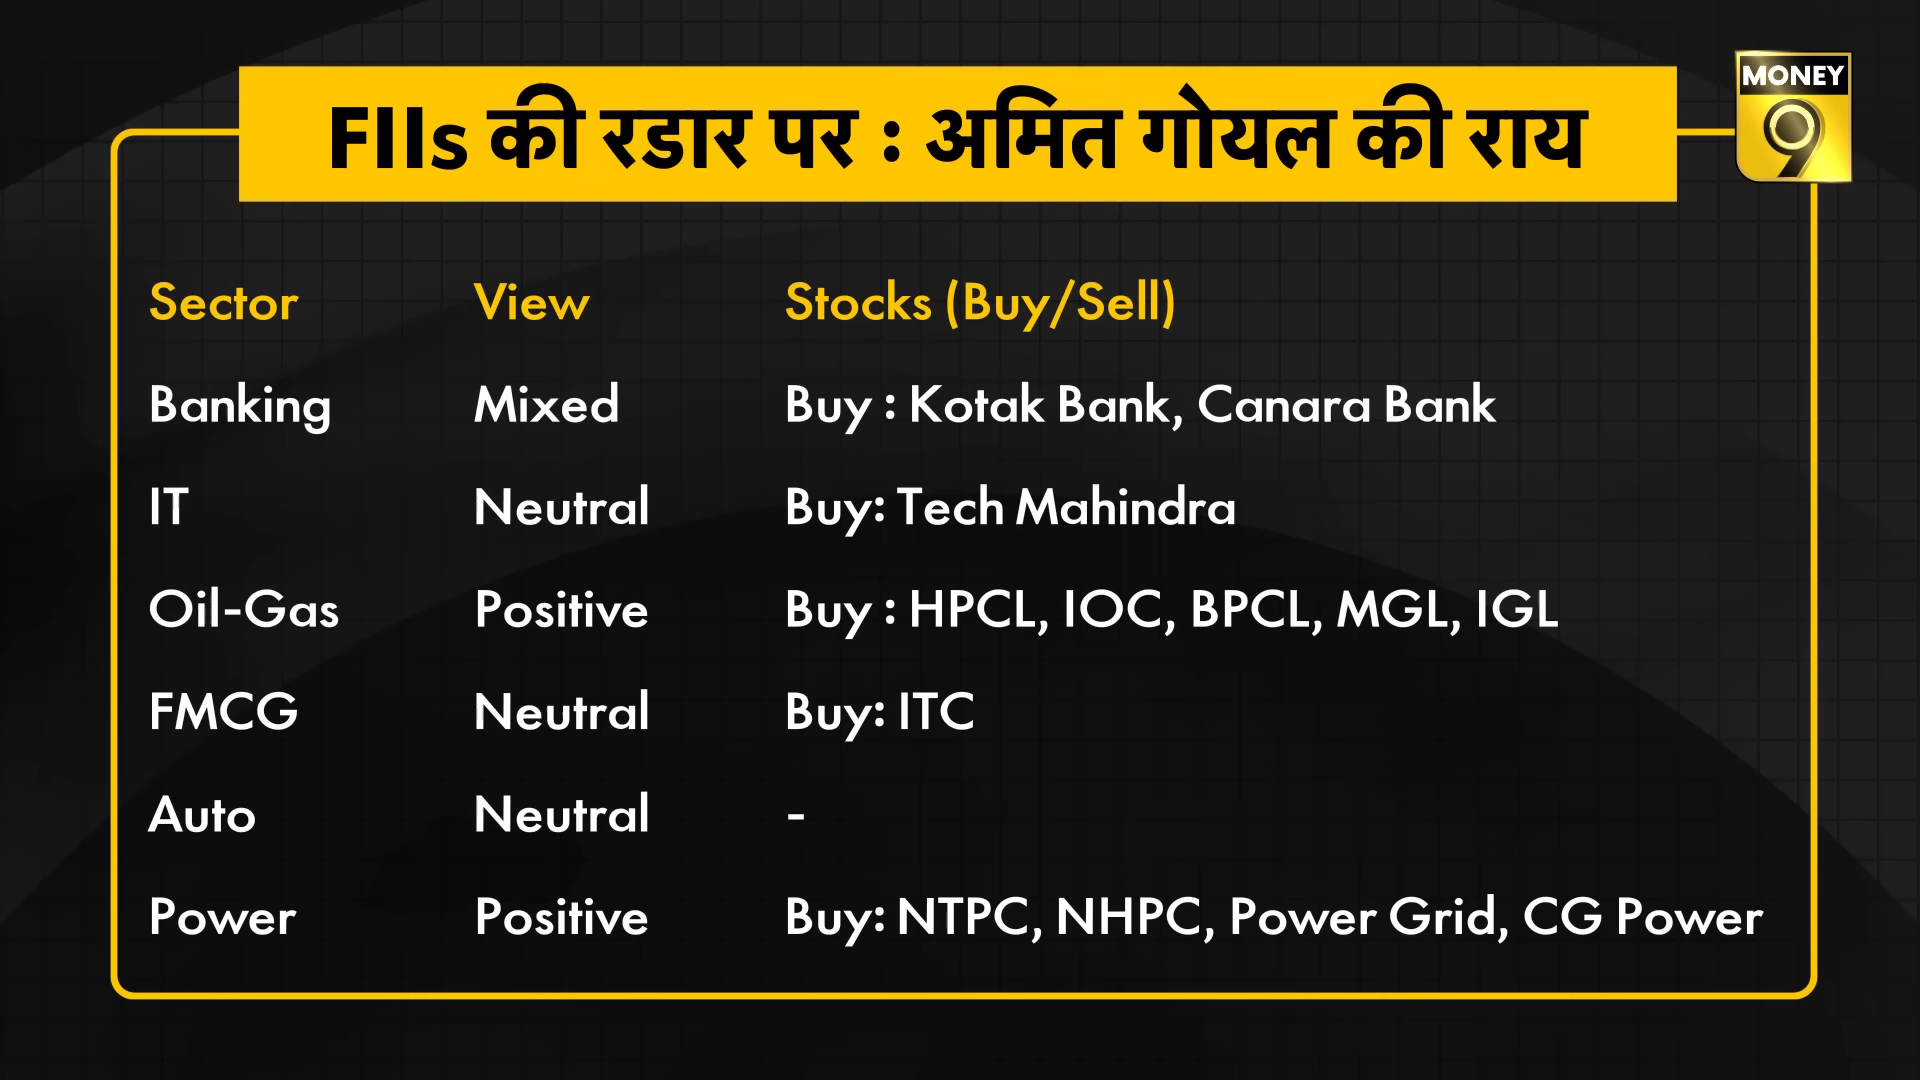 FIIs की रडार पर : अमित गोयल की राय
MONEY
9
Sector View Stocks (Buy/Sell)
Banking Mixed Buy : Kotak Bank, Canara Bank
IT Neutral Buy: Tech Mahindra
Oil-Gas Positive Buy : HPCL, IOC, BPCL, MGL, IGL
FMCG Neutral Buy: ITC
Auto Neutral -
Power Positive Buy: NTPC, NHPC, Power Grid, CG Power